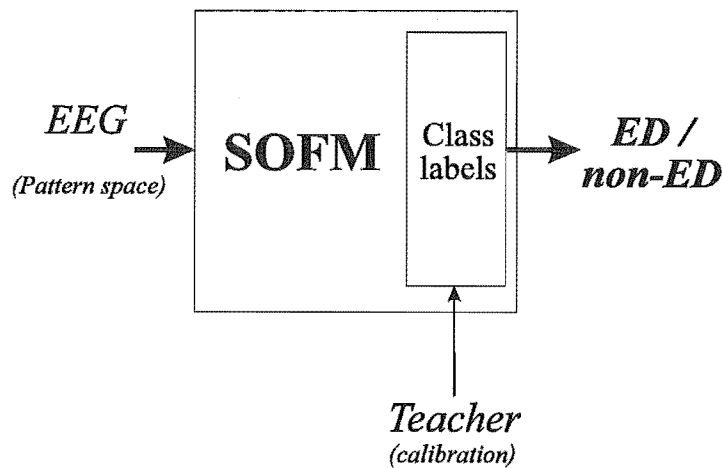 EEG
(Pattern space)
SOFM
Class
labels
ED /
non-ED
Teacher
(calibration)